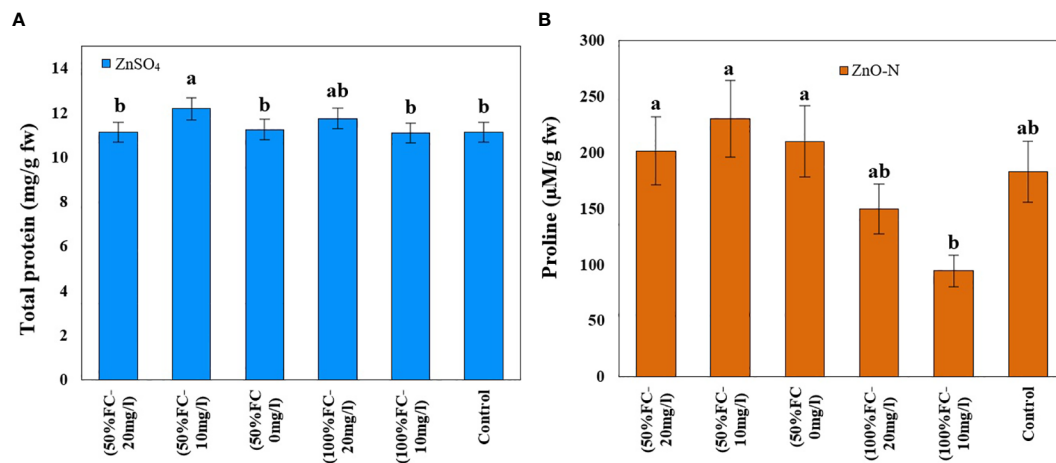 A
Total protein (mg/g fw)
14
12
10
8
6
4
2
0
ZnSO₄
b
a
b
ab
b
b
(50%FC-
20mg/l)
(50%FC-
10mg/l)
(50%FC
0mg/l)
(100%FC-
20mg/l)
(100%FC-
10mg/l)
Control
B
Proline (µM/g fw)
300
250
200
150
100
50
0
ZnO-N
a
a
a
ab
b
ab
(50%FC-
20mg/l)
(50%FC-
10mg/l)
(50%FC
0mg/l)
(100%FC-
20mg/l)
(100%FC-
10mg/l)
Control